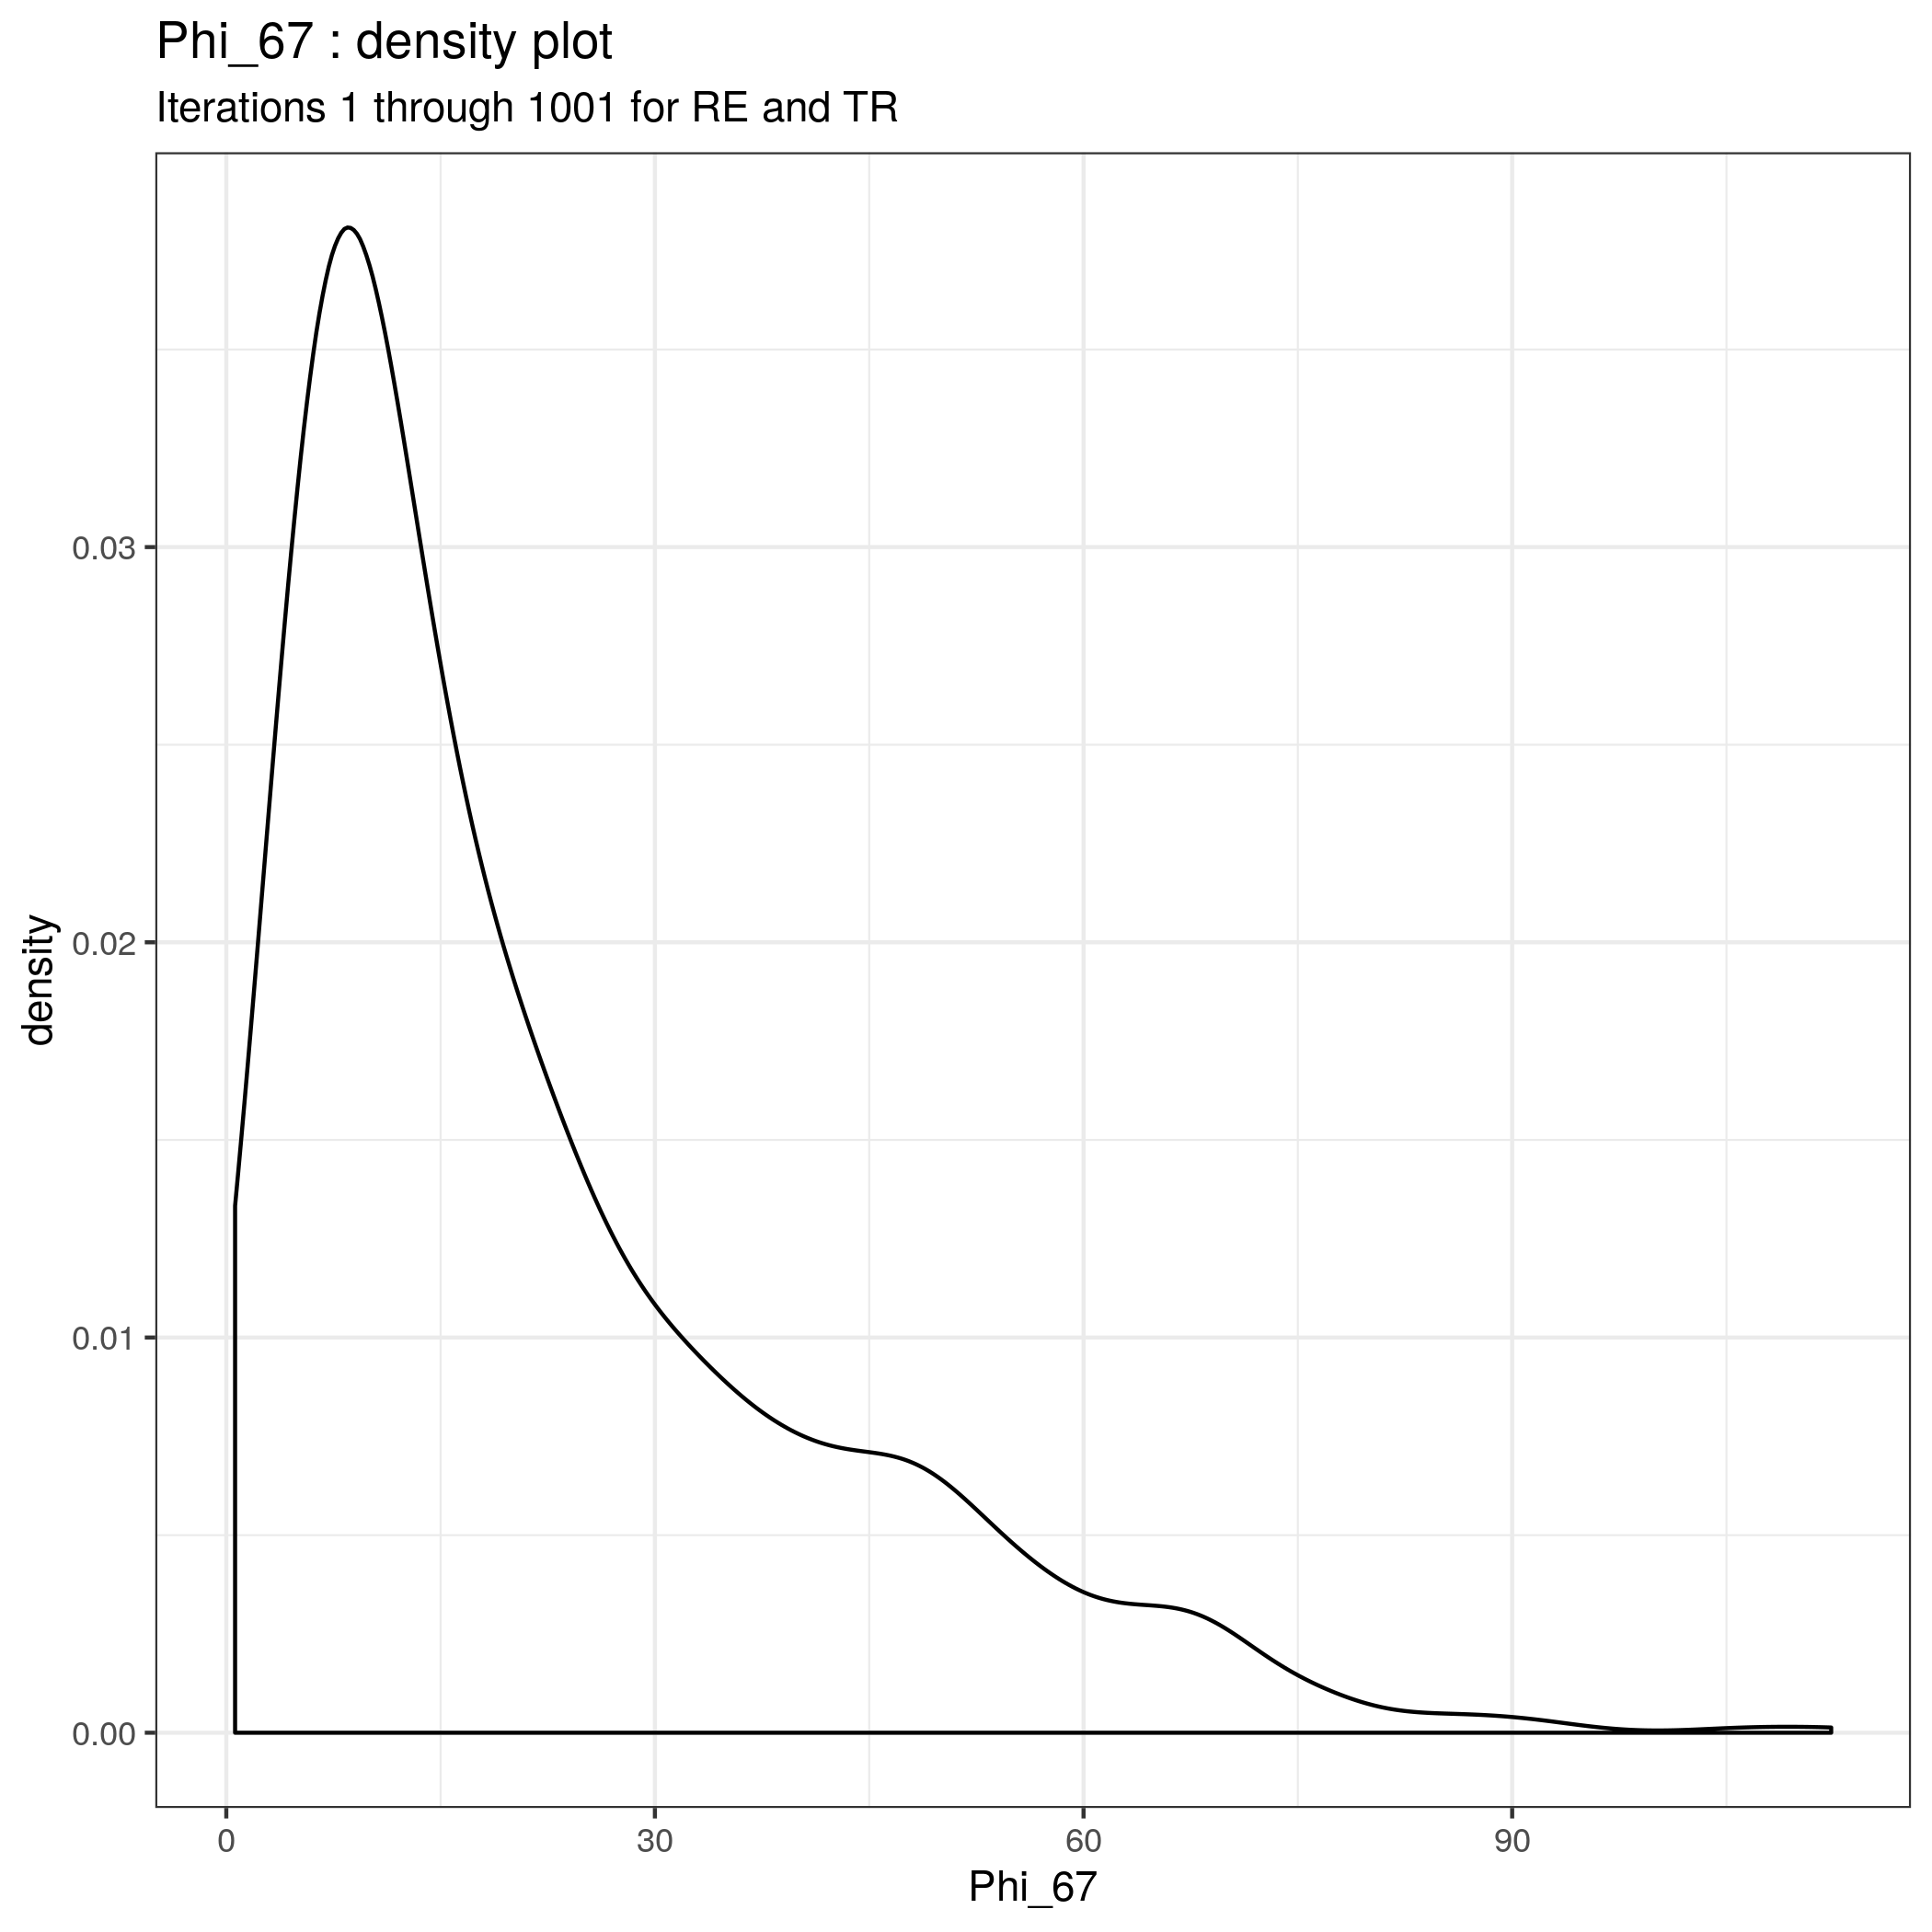 Phi_67 : density plot
Iterations 1 through 1001 for RE and TR
density
0.03
0.02
0.01
0.00
0 30 60 90
Phi_67